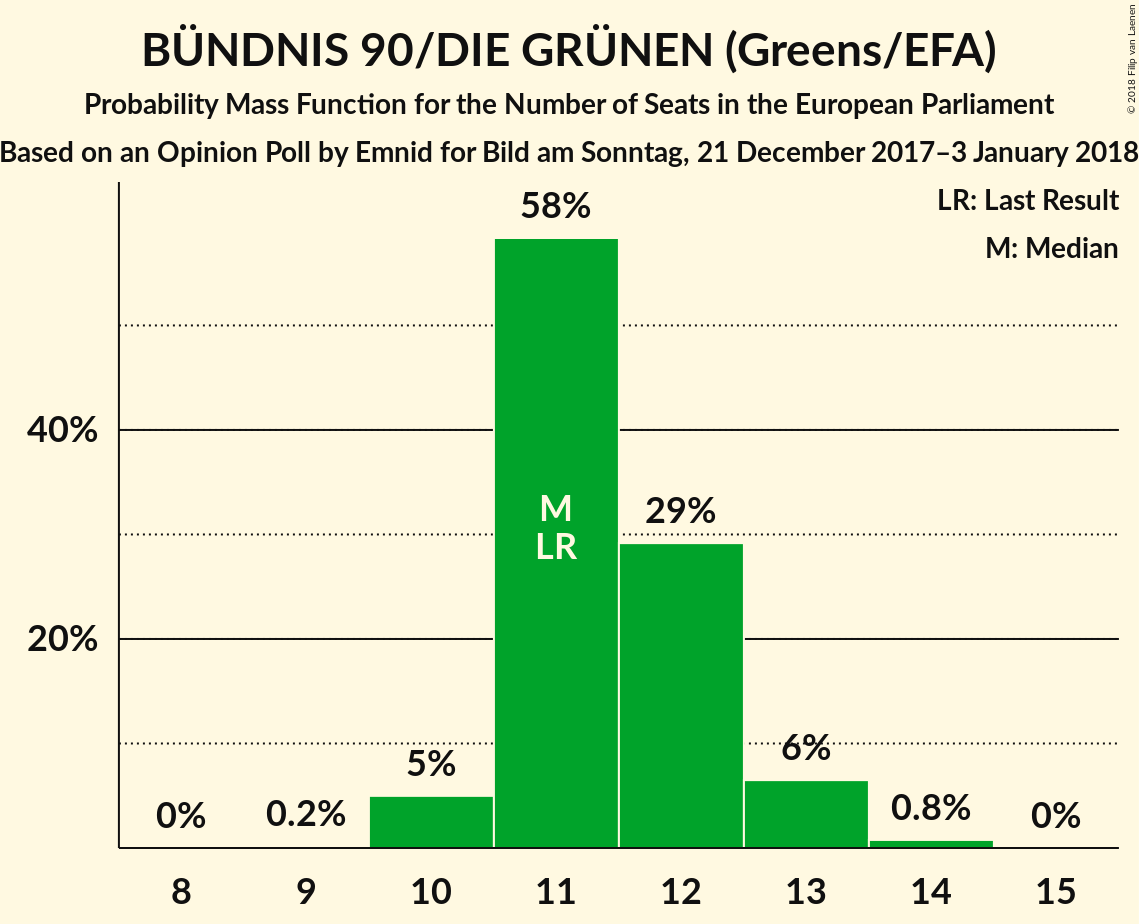 BÜNDNIS 90/DIE GRÜNEN (Greens/EFA)
Probability Mass Function for the Number of Seats in the European Parliament
Based on an Opinion Poll by Emnid for Bild am Sonntag, 21 December 2017–3 January 2018
© 2018 Filip van Laenen
LR: Last Result
M: Median
58%
40%
M
LR
29%
20%
6%
5%
0%
0.2%
0.8%
0%
8 9 10 11 12 13 14 15